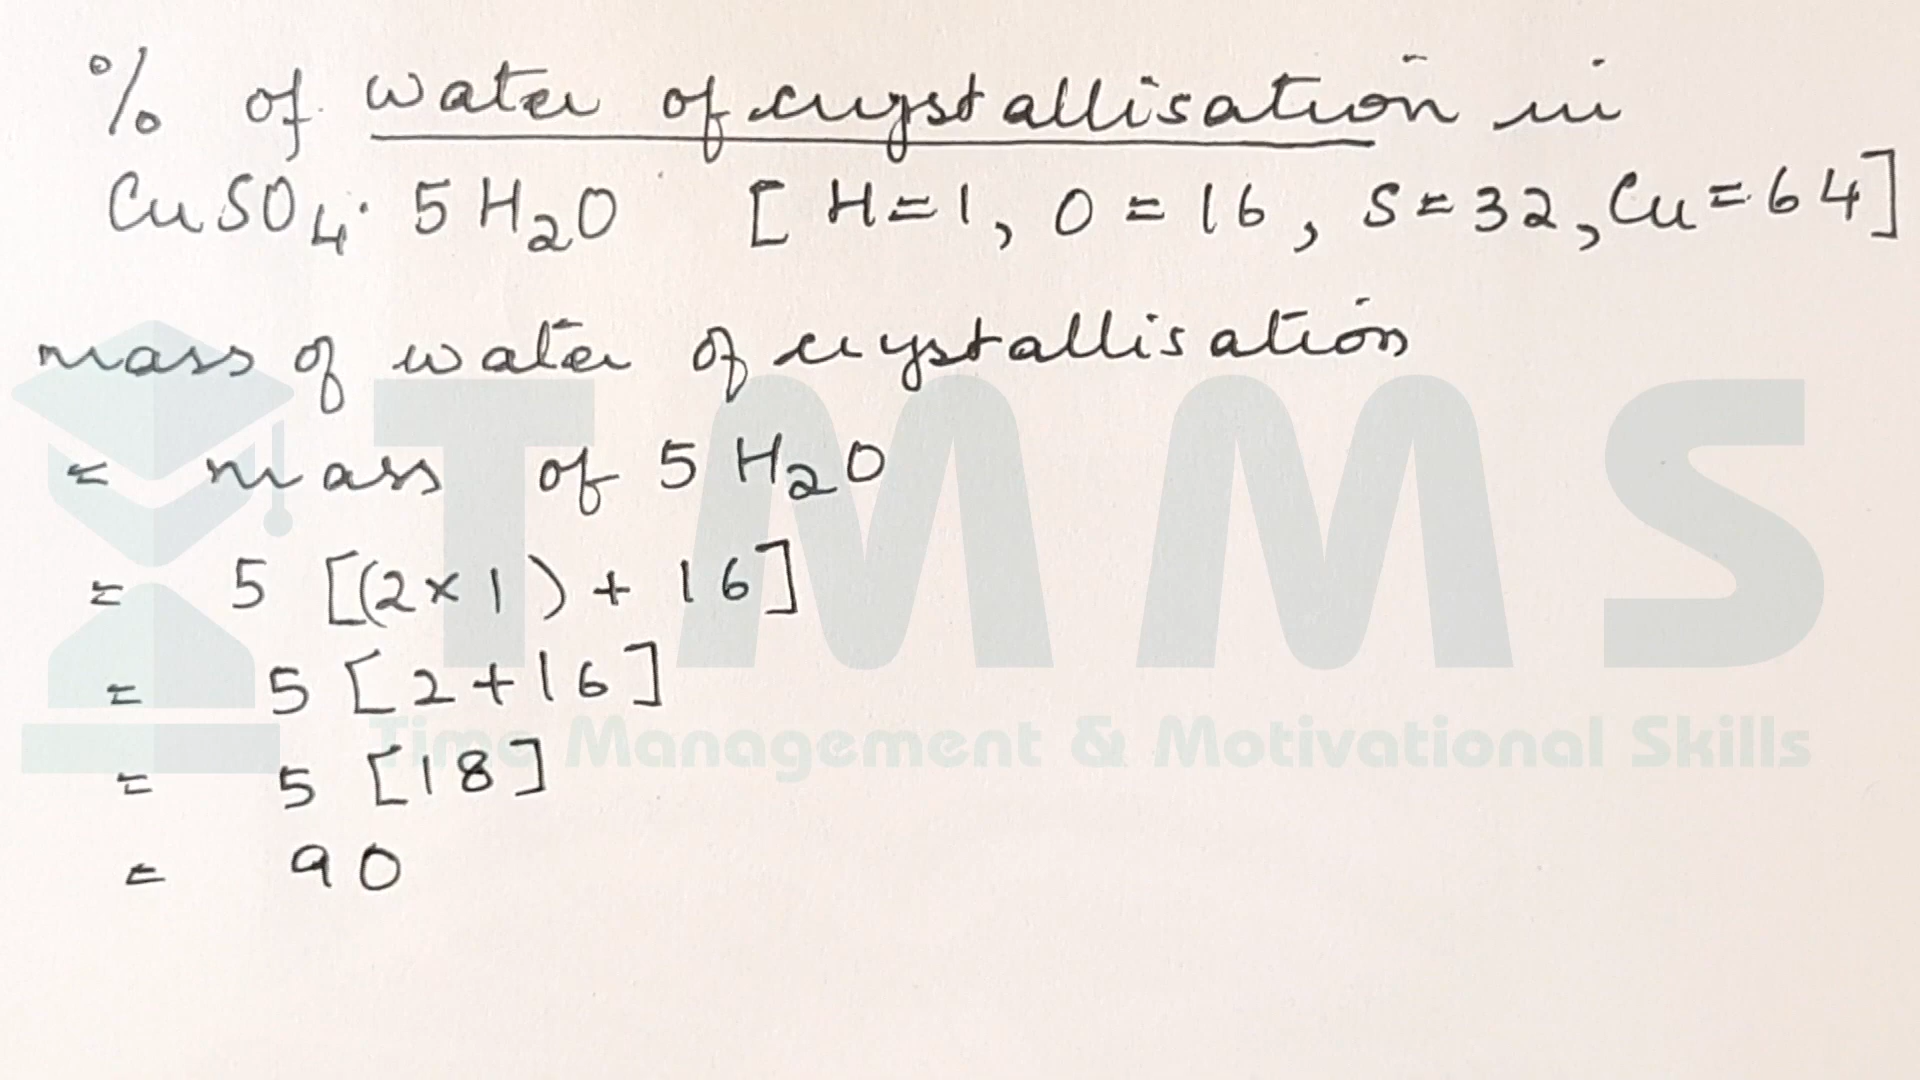 % of water of crystallisation in
CuSO₄·5H₂O [H=1, O=16, S=32, Cu=64]
mass of water of crystallisation
= mass of 5H₂O
= 5 [(2×1)+16]
= 5 [2+16]
= 5 [18]
= 90
TMMS
Time Management & Motivational Skills